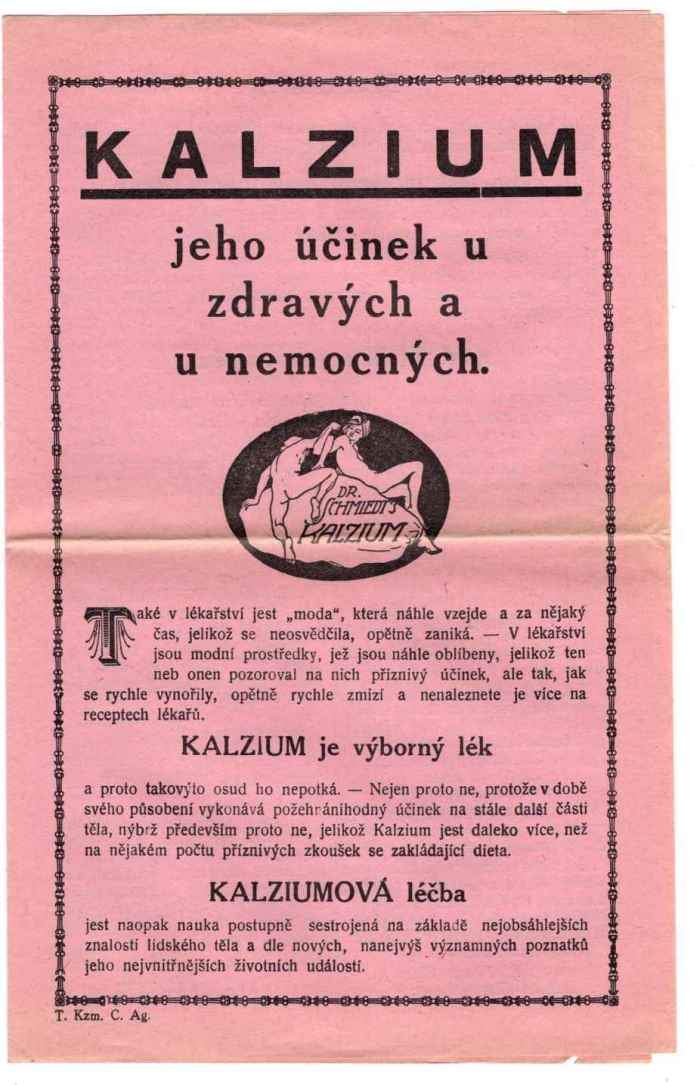 KALZIUM
jeho účinek u
zdravých a
u nemocných.
DR.
SCHMIEDT'S
KALZIUM
Také v lékařství jest „moda“, která náhle vzejde a za nějaký
čas, jelikož se neosvědčila, opětně zaniká. — V lékařství
jsou modní prostředky, jež jsou náhle oblíbeny, jelikož ten
neb onen pozoroval na nich příznivý účinek, ale tak, jak
se rychle vynořily, opětně rychle zmizí a nenaleznete je více na
receptech lékařů.
KALZIUM je výborný lék
a proto takovýto osud ho nepotká. — Nejen proto ne, protože v době
svého působení vykonává požehránihodný účinek na stále další části
těla, nýbrž především proto ne, jelikož Kalzium jest daleko více, než
na nějakém počtu příznivých zkoušek se zakládající dieta.
KALZIUMOVÁ léčba
jest naopak nauka postupně sestrojená na základě nejobsáhlejších
znalostí lidského těla a dle nových, nanejvýš významných poznatků
jeho nejvnitřnějších životních událostí.
T. Kzm. C. Ag.